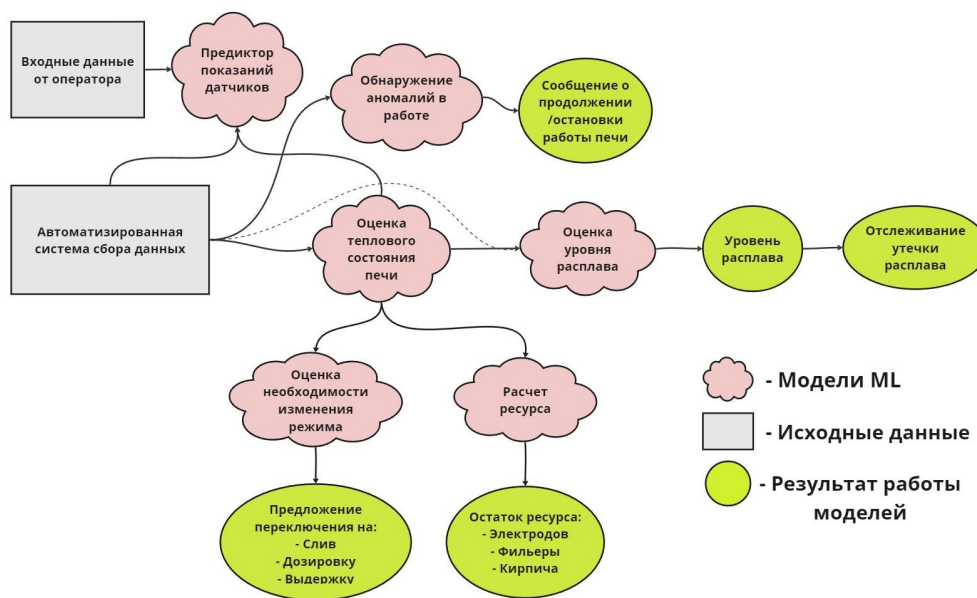 Входные данные
от оператора
Предиктор
показаний
датчиков
Обнаружение
аномалий в
работе
Сообщение о
продолжении
/остановки
работы печи
Автоматизированная
система сбора данных
Оценка
теплового
состояния
печи
Оценка
уровня
расплава
Уровень
расплава
Отслеживание
утечки
расплава
Оценка
необходимости
изменения
режима
Расчет
ресурса
- Модели ML
- Исходные данные
- Результат работы
моделей
Предложение
переключения на:
- Слив
- Дозировку
- Выдержку
Остаток ресурса:
- Электродов
- Фильеры
- Кирпича